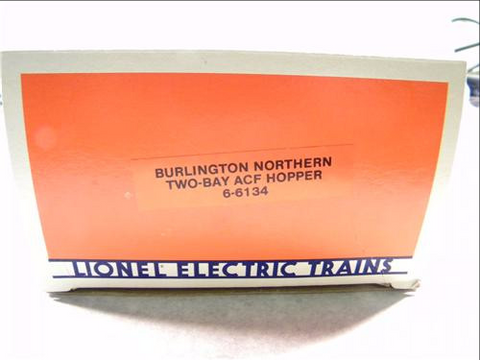 BURLINGTON NORTHERN
TWO-BAY ACF HOPPER
6-6134
LIONEL ELECTRIC TRAINS